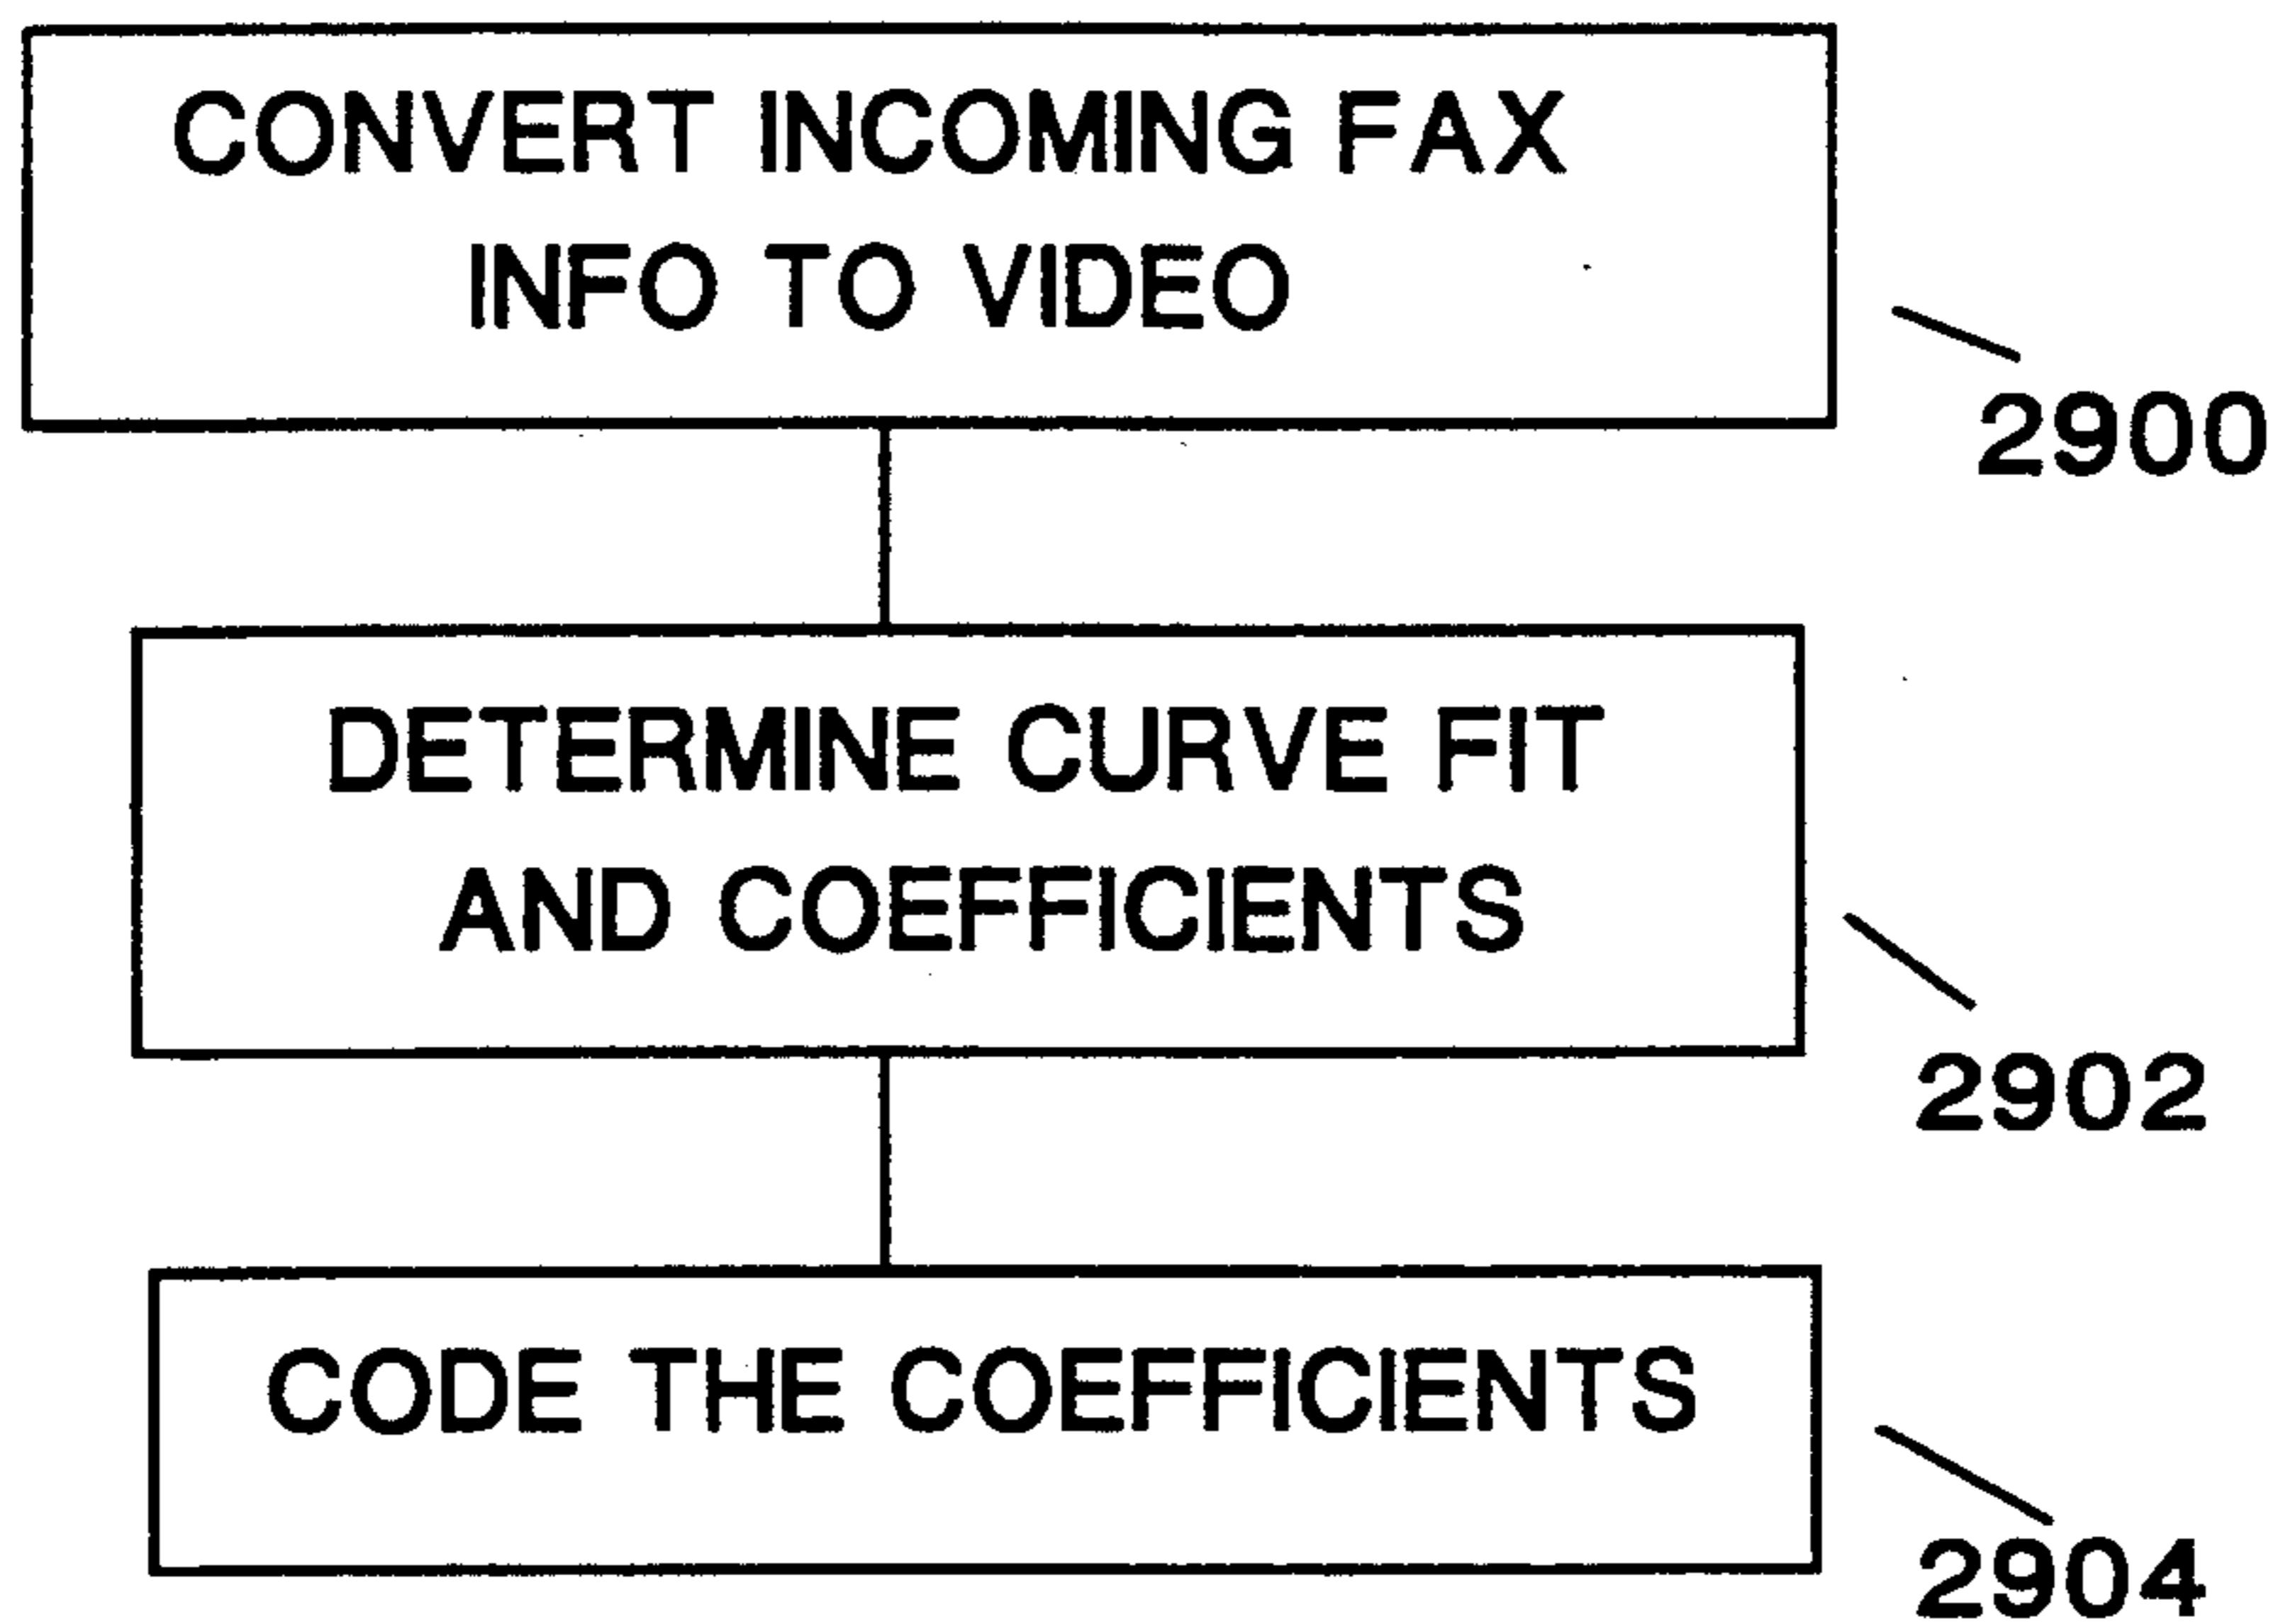 CONVERT INCOMING FAX
INFO TO VIDEO
2900
DETERMINE CURVE FIT
AND COEFFICIENTS
2902
CODE THE COEFFICIENTS
2904